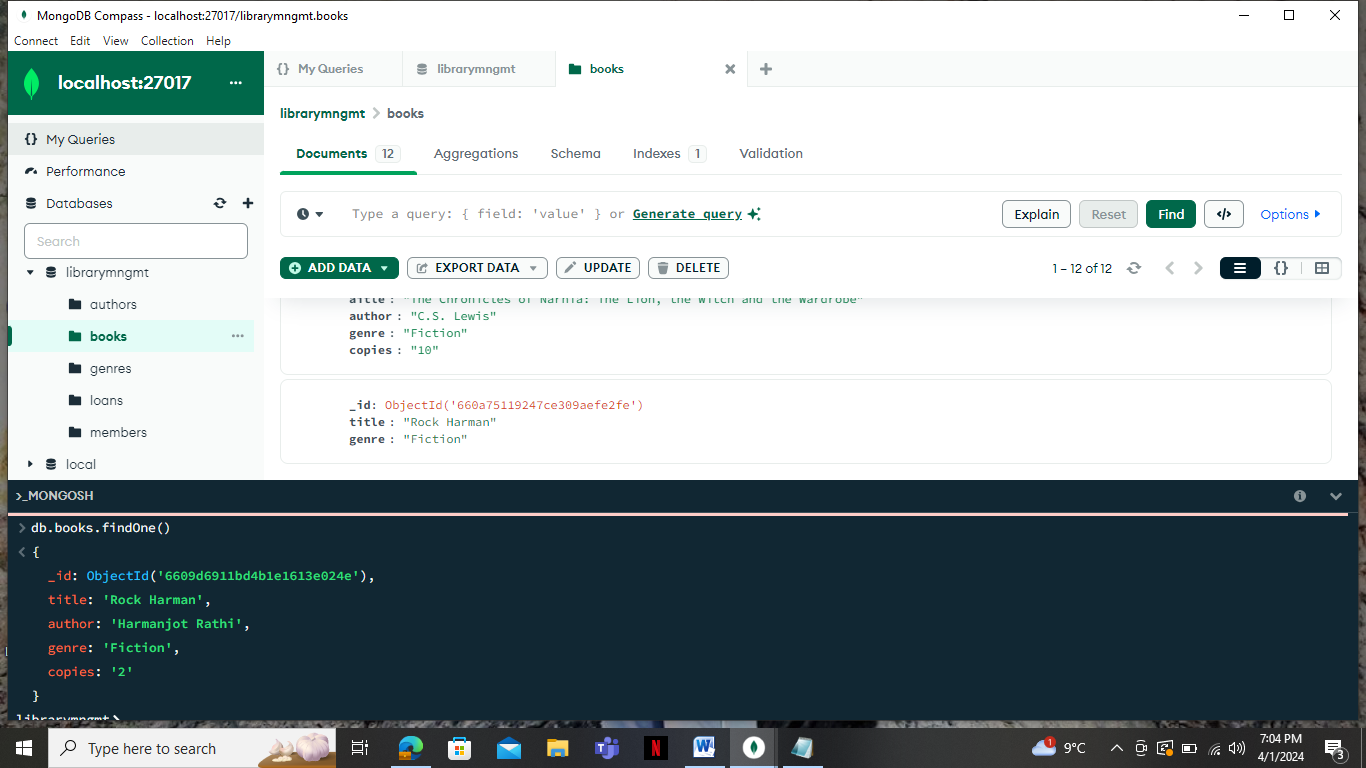 MongoDB Compass - localhost:27017/librarymngmt.books
Connect Edit View Collection Help
localhost:27017 ...
{} My Queries librarymngmt books
My Queries
Performance
Databases
Search
librarymngmt
authors
books
genres
loans
members
local
librarymngmt > books
Documents 12 Aggregations Schema Indexes 1 Validation
Type a query: { field: 'value' } or Generate query Explain Reset Find </> Options
ADD DATA EXPORT DATA UPDATE DELETE 1 – 12 of 12 {}
title : "The Chronicles of Narnia: The Lion, the Witch and the Wardrobe"
author : "C.S. Lewis"
genre : "Fiction"
copies : "10"
_id: ObjectId('660a75119247ce309aefe2fe')
title : "Rock Harman"
genre : "Fiction"
>_MONGOSH
> db.books.findOne()
< {
_id: ObjectId('6609d6911bd4b1e1613e024e'),
title: 'Rock Harman',
author: 'Harmanjot Rathi',
genre: 'Fiction',
copies: '2'
}
librarymngmt>
Type here to search 1 9°C 7:04 PM
4/1/2024 3